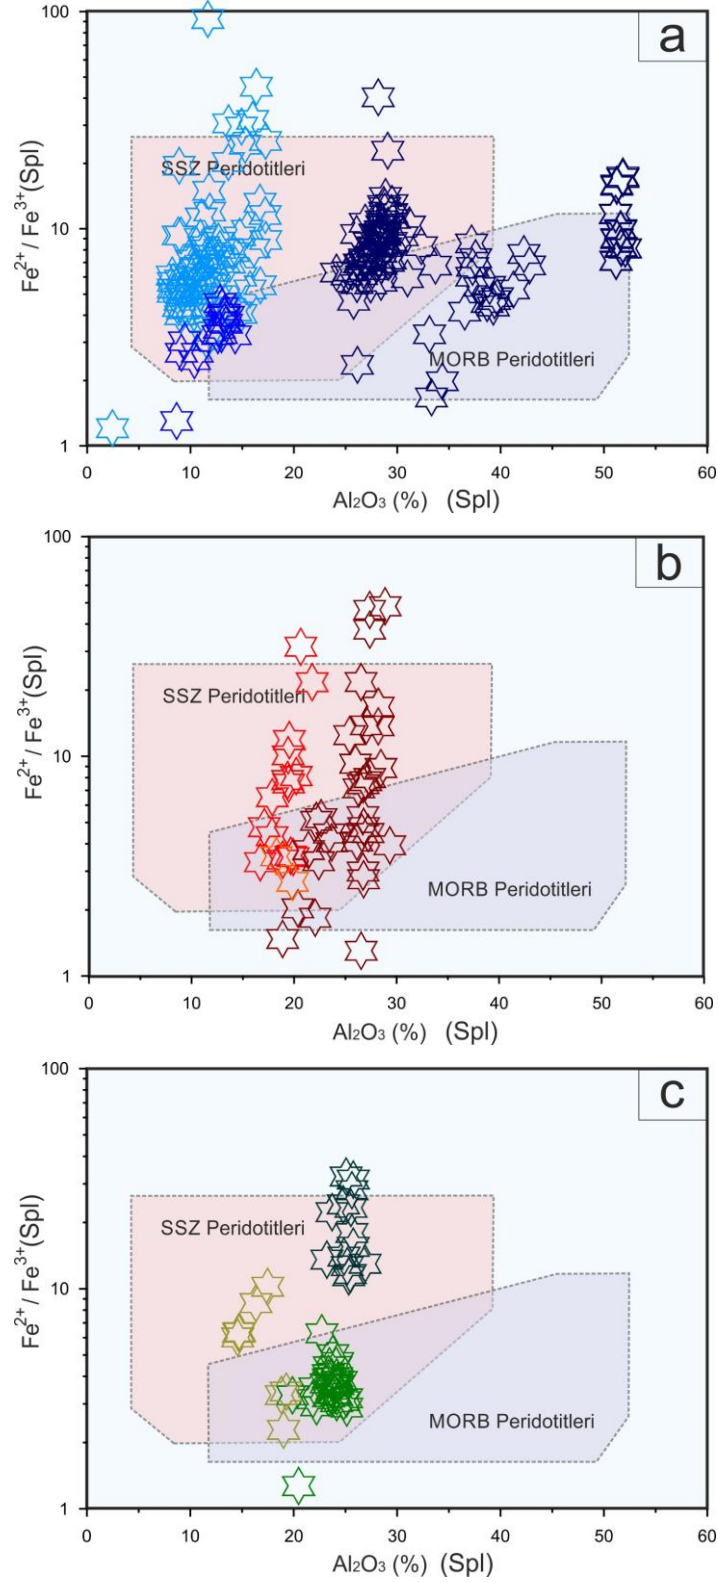 100
a
SSZ Peridotitleri
10
Fe2+ / Fe3+(Spl)
MORB Peridotitleri
1
0 10 20 30 40 50 60
Al2O3 (%) (Spl)
100
b
SSZ Peridotitleri
10
Fe2+ / Fe3+(Spl)
MORB Peridotitleri
1
0 10 20 30 40 50 60
Al2O3 (%) (Spl)
100
c
SSZ Peridotitleri
10
Fe2+ / Fe3+(Spl)
MORB Peridotitleri
1
0 10 20 30 40 50 60
Al2O3 (%) (Spl)